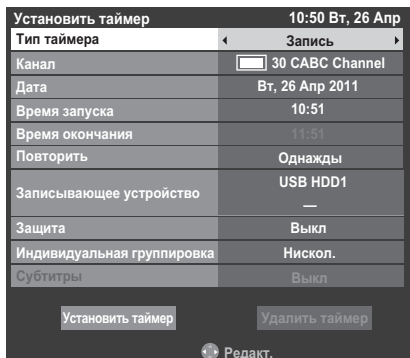 Установить таймер 10:50 Вт, 26 Апр
Тип таймера Запись
Канал 30 CABC Channel
Дата Вт, 26 Апр 2011
Время запуска 10:51
Время окончания 11:51
Повторить Однажды
Записывающее устройство USB HDD1
—
Защита Выкл
Индивидуальная группировка Нискол.
Субтитры Выкл
Установить таймер Удалить таймер
Редакт.